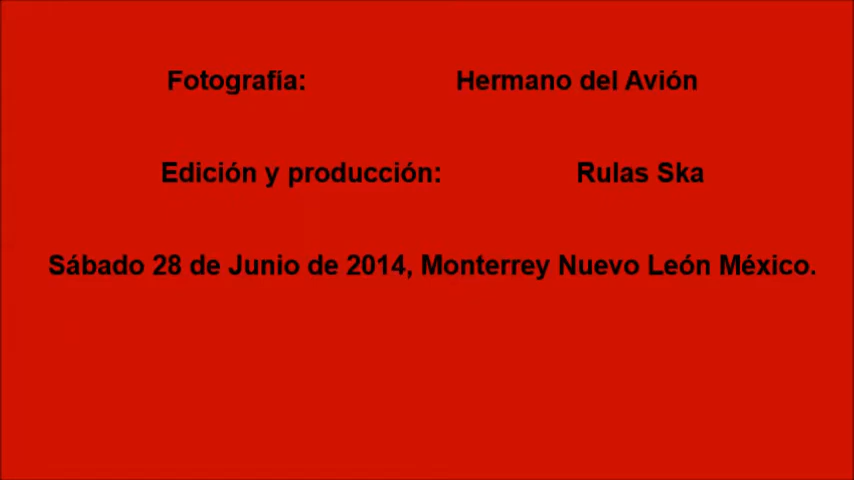 Fotografía: Hermano del Avión
Edición y producción: Rulas Ska
Sábado 28 de Junio de 2014, Monterrey Nuevo León México.